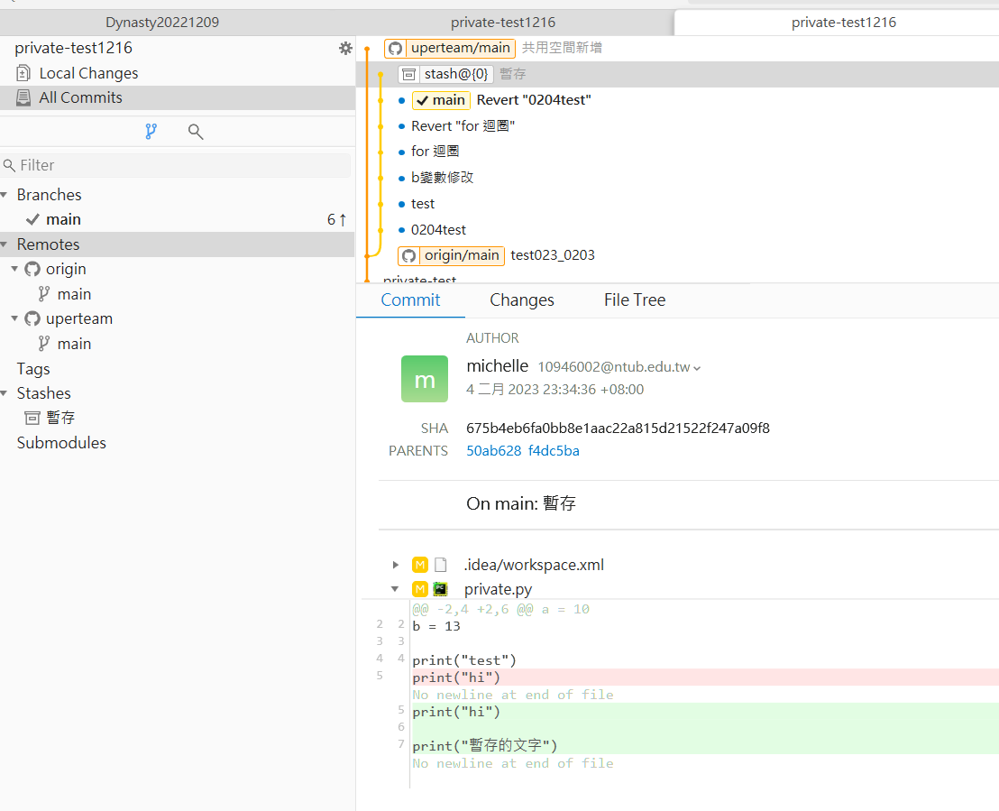 Dynasty20221209 private-test1216 private-test1216
private-test1216
Local Changes
All Commits
Filter
Branches
main 6↑
Remotes
origin
main
uperteam
main
Tags
Stashes
暫存
Submodules
uperteam/main 共用空間新增
stash@{0} 暫存
main Revert "0204test"
Revert "for 迴圈"
for 迴圈
b變數修改
test
0204test
origin/main test023_0203
private-test
Commit Changes File Tree
AUTHOR
m
michelle 10946002@ntub.edu.tw
4 二月 2023 23:34:36 +08:00
SHA 675b4eb6fa0bb8e1aac22a815d21522f247a09f8
PARENTS 50ab628 f4dc5ba
On main: 暫存
M .idea/workspace.xml
M PC private.py
@@ -2,4 +2,6 @@ a = 10
2 2 b = 13
3 3
4 4 print("test")
5 print("hi")
No newline at end of file
5 print("hi")
6
7 print("暫存的文字")
No newline at end of file